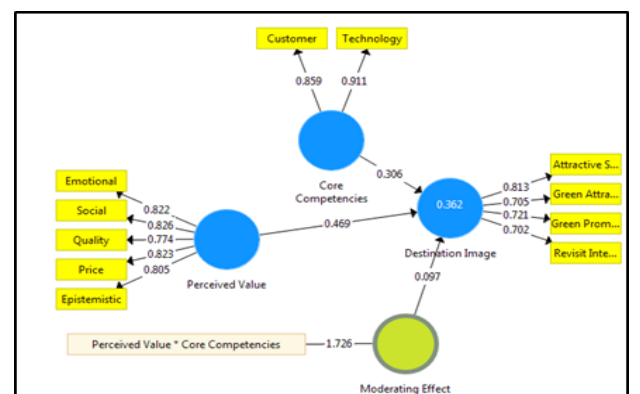 Customer
Technology
0.859
0.911
Core
Competencies
0.306
Emotional
Social
Quality
Price
Epistemistic
0.822
0.826
0.774
0.823
0.805
Perceived Value
0.469
0.362
Destination Image
Attractive S...
Green Attra...
Green Prom...
Revisit Inte...
0.813
0.705
0.721
0.702
0.097
Perceived Value * Core Competencies
1.726
Moderating Effect